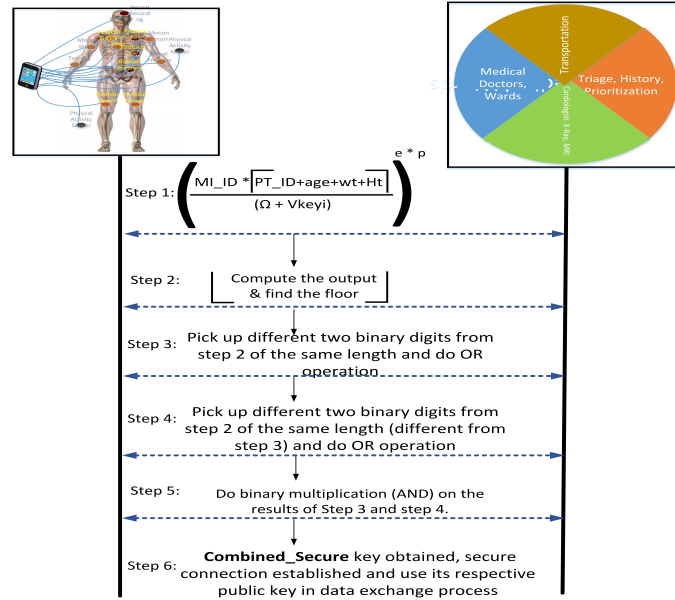 Physical
Activity
Physical
Activity
Transportation
Medical
Doctors,
Wards
Triage, History,
Prioritization
Cardiologist, X-Ray, MRI
Step 1:
(MI_ID *⌈PT_ID+age+wt+Ht⌉
(Ω + Vkeyi))
e * p
Step 2:
Compute the output
& find the floor
Step 3:
Pick up different two binary digits from
step 2 of the same length and do OR
operation
Step 4:
Pick up different two binary digits from
step 2 of the same length (different from
step 3) and do OR operation
Step 5:
Do binary multiplication (AND) on the
results of Step 3 and step 4.
Step 6:
Combined_Secure key obtained, secure
connection established and use its respective
public key in data exchange process